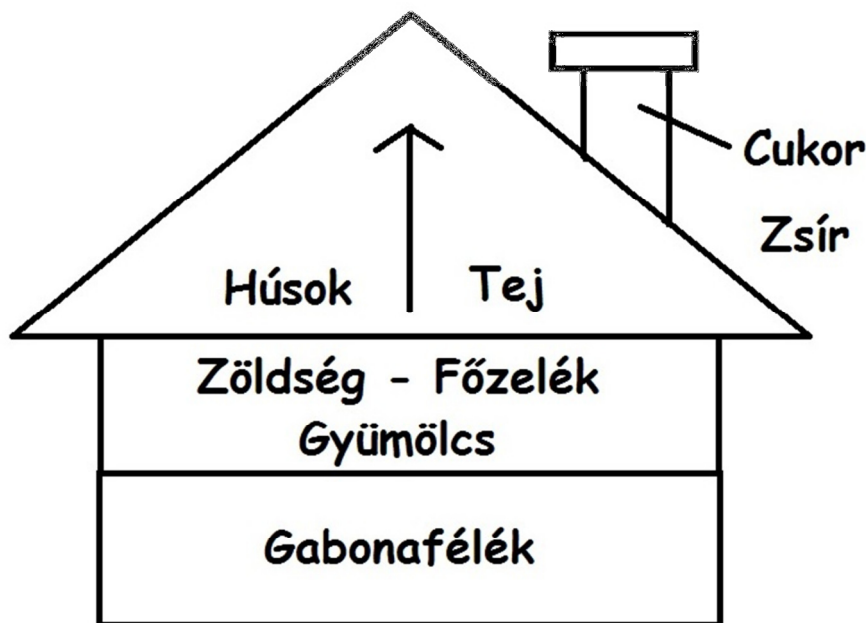 Cukor
Zsír
Húsok Tej
Zöldség - Főzelék
Gyümölcs
Gabonafélék